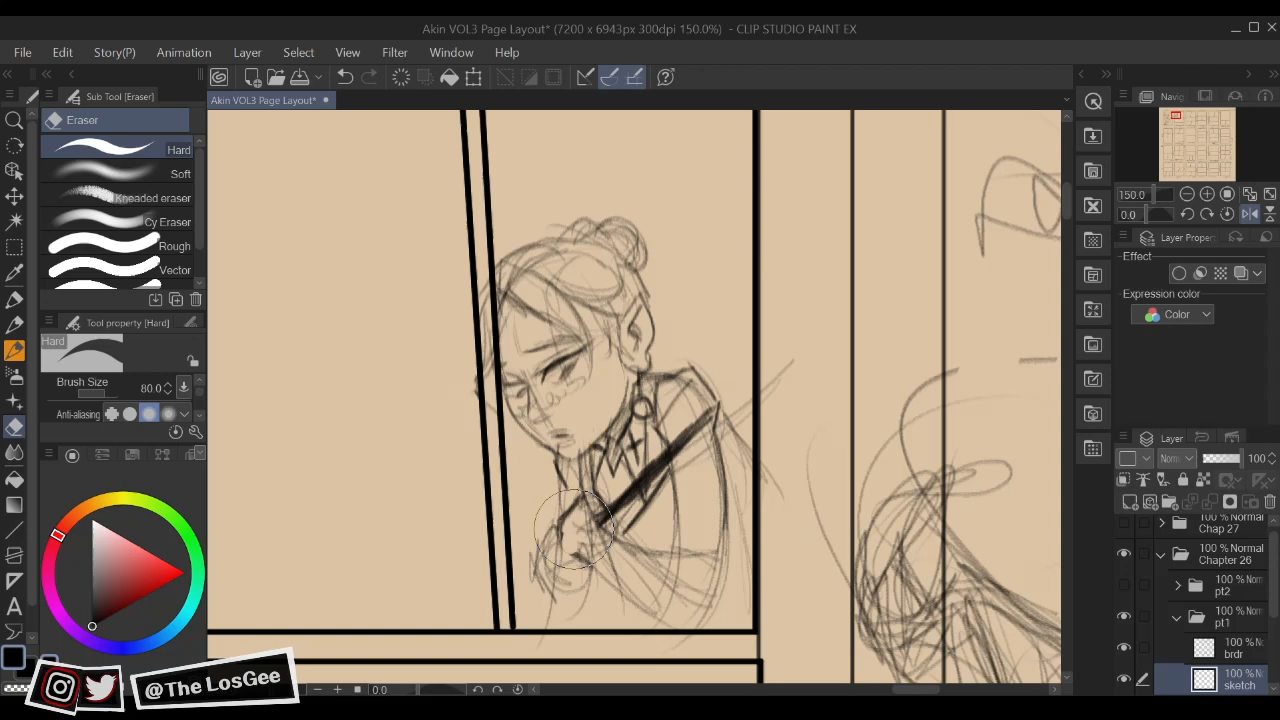 Akin VOL3 Page Layout* (7200 x 6943px 300dpi 150.0%) - CLIP STUDIO PAINT EX
File Edit Story(P) Animation Layer Select View Filter Window Help
Sub Tool [Eraser]
Akin VOL3 Page Layout*
Navig
Eraser
Hard
Soft
Kneaded eraser
Cy Eraser
Rough
Vector
150.0
0.0
Layer Proper
Effect
Expression color
Color
Tool property [Hard]
Hard
Brush Size 80.0
Anti-aliasing
Layer
Norm 100
Chap 27
100 % Normal
Chapter 26
100 % N
pt2
100 % Nor
pt1
100 % N
brdr
100 % N
sketch
0.0
@The LosGee